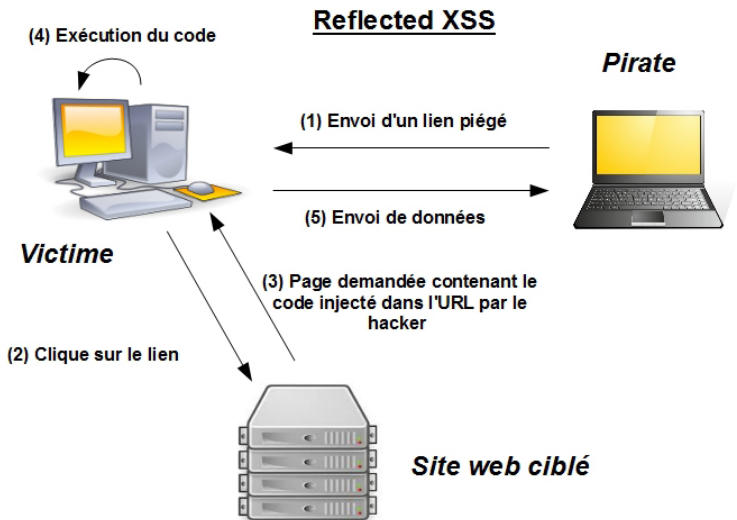 Reflected XSS
(4) Exécution du code
Pirate
(1) Envoi d'un lien piégé
(5) Envoi de données
Victime
(3) Page demandée contenant le
code injecté dans l'URL par le
hacker
(2) Clique sur le lien
Site web ciblé